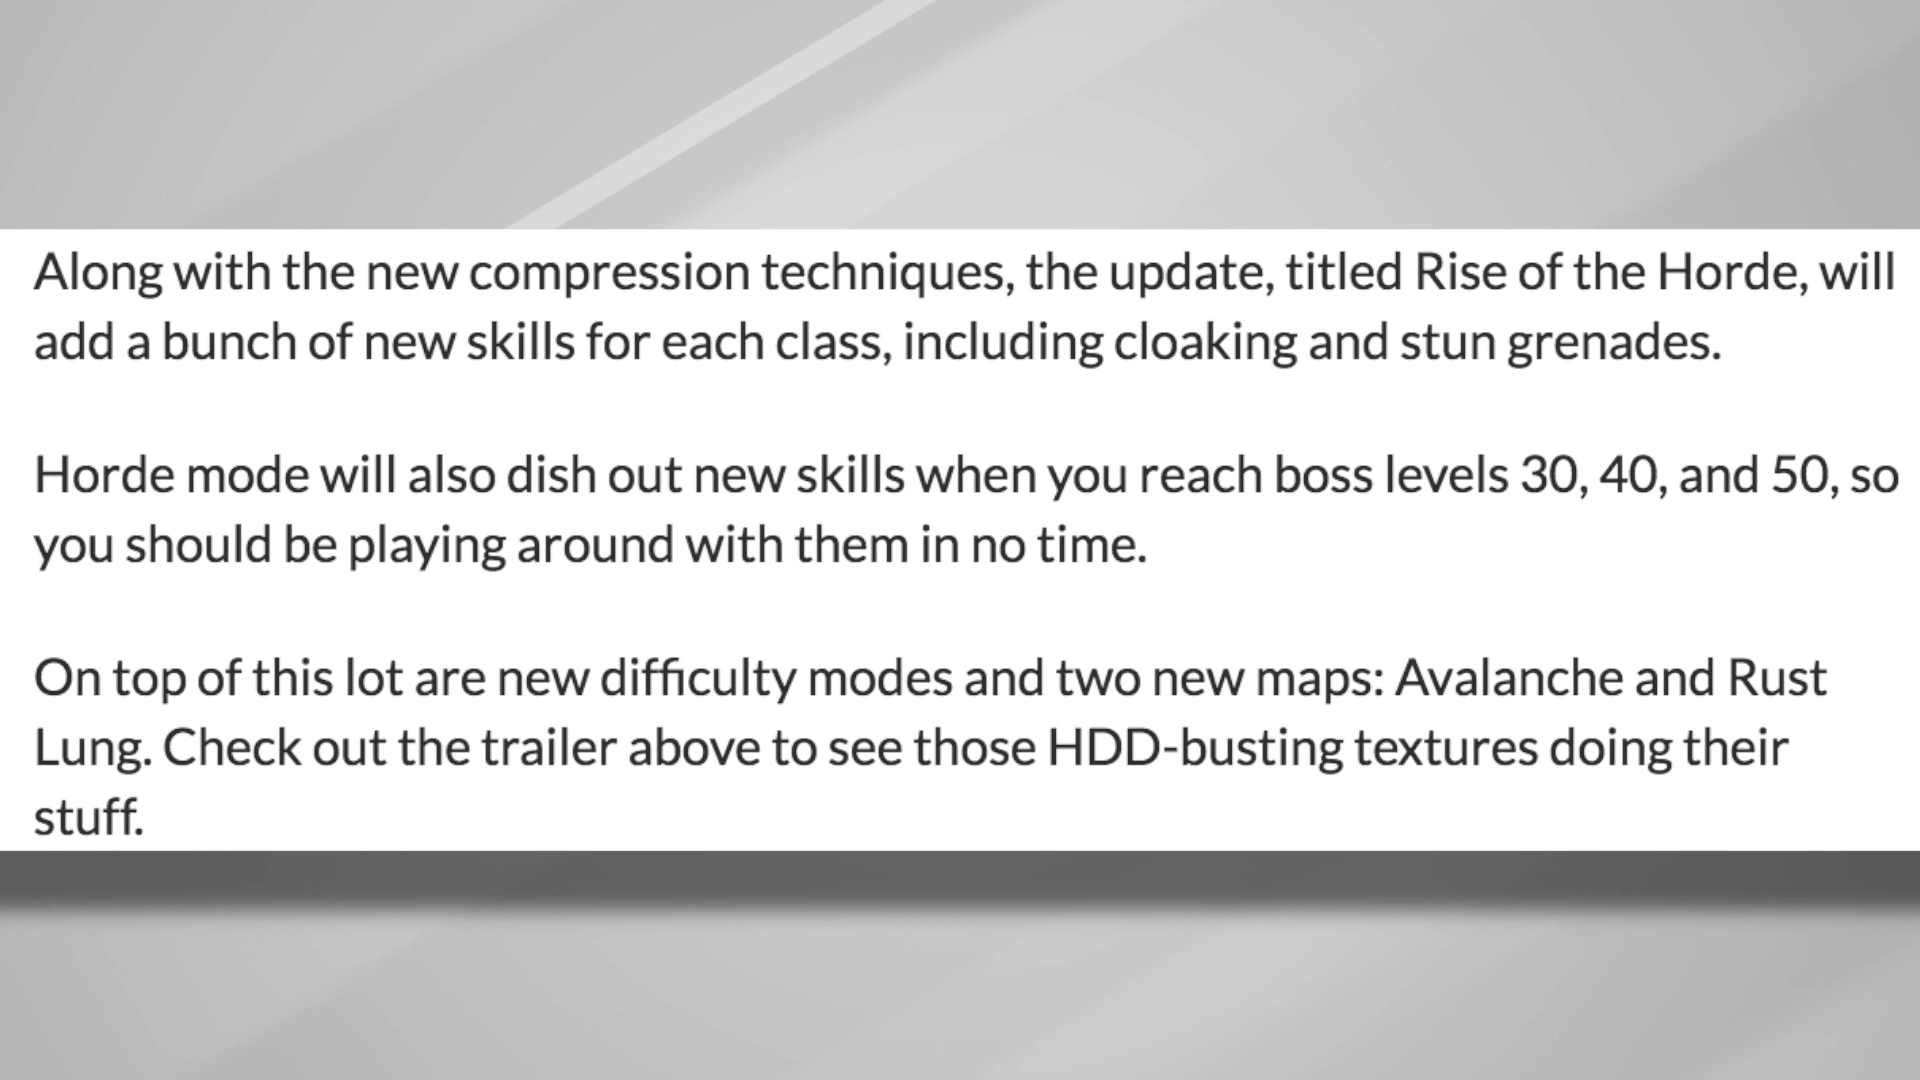 Along with the new compression techniques, the update, titled Rise of the Horde, will
add a bunch of new skills for each class, including cloaking and stun grenades.
Horde mode will also dish out new skills when you reach boss levels 30, 40, and 50, so
you should be playing around with them in no time.
On top of this lot are new difficulty modes and two new maps: Avalanche and Rust
Lung. Check out the trailer above to see those HDD-busting textures doing their
stuff.